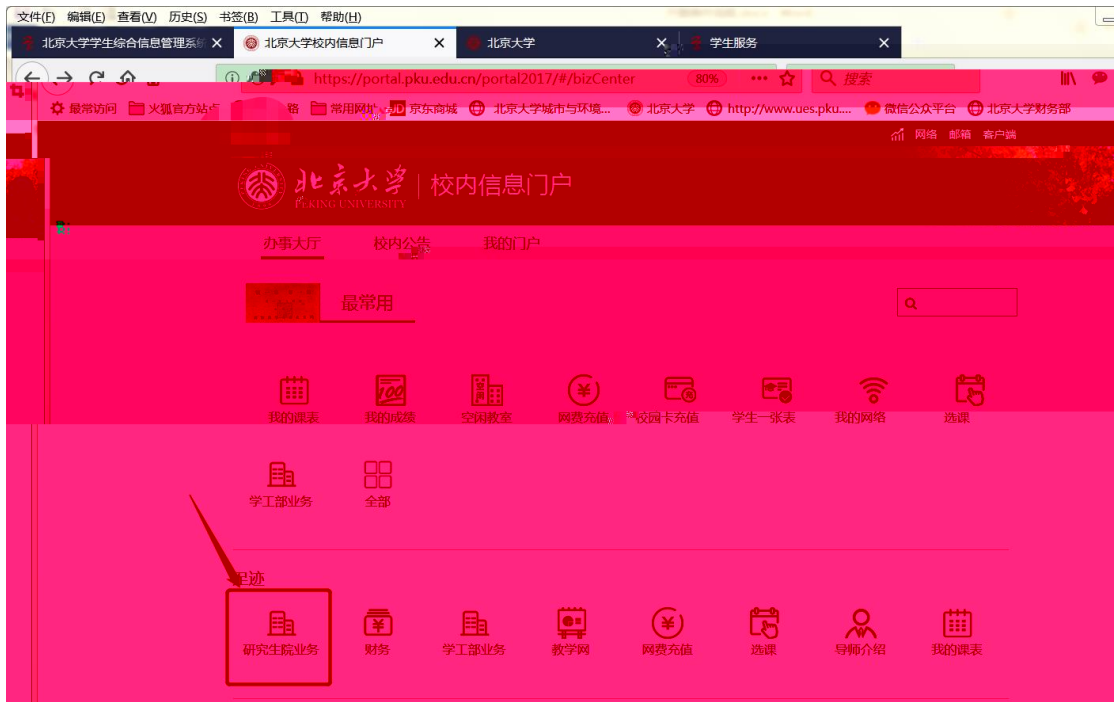 文件(F) 编辑(E) 查看(V) 历史(S) 书签(B) 工具(T) 帮助(H)
北京大学学生综合信息管理系统 北京大学校内信息门户 北京大学 学生服务
https://portal.pku.edu.cn/portal2017/#/bizCenter 80% 搜索
最常访问 火狐官方站点 常用网址 JD 京东商城 北京大学城市与环境... 北京大学 http://www.ues.pku.... 微信公众平台 北京大学财务部
网络 邮箱 客户端
北京大学 校内信息门户
PEKING UNIVERSITY
办事大厅 校内公告 我的门户
最常用
我的课表 我的成绩 空闲教室 网费充值 校园卡充值 学生一张表 我的网络 选课
学工部业务 全部
足迹
研究生院业务 财务 学工部业务 教学网 网费充值 选课 导师介绍 我的课表